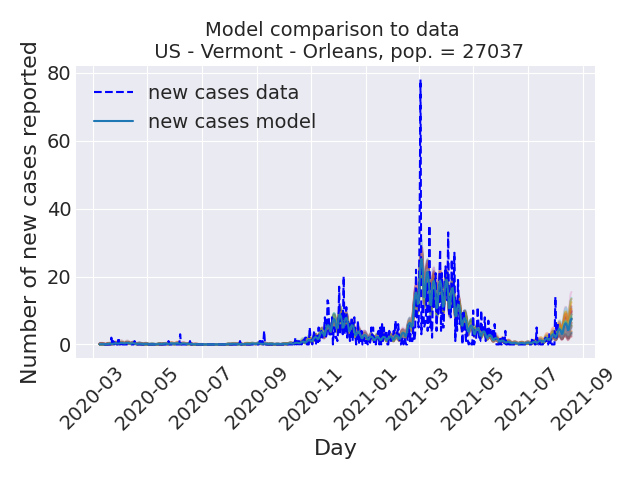 Model comparison to data
US - Vermont - Orleans, pop. = 27037
Number of new cases reported
80
60
40
20
0
new cases data
new cases model
2020-03
2020-05
2020-07
2020-09
2020-11
2021-01
2021-03
2021-05
2021-07
2021-09
Day